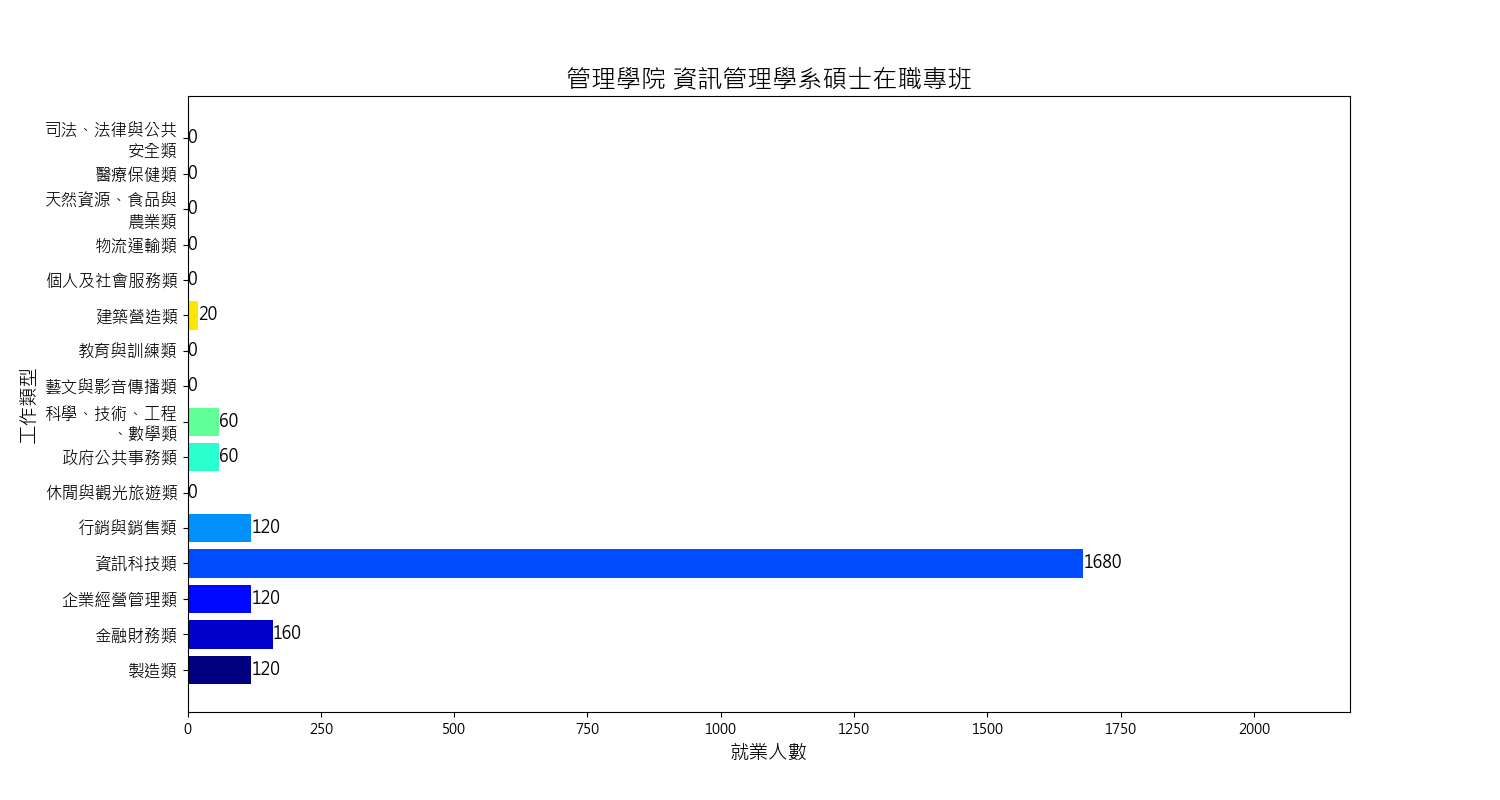 管理學院 資訊管理學系碩士在職專班
工作類型
司法、法律與公共
安全類
0
醫療保健類
0
天然資源、食品與
農業類
0
物流運輸類
0
個人及社會服務類
0
建築營造類
20
教育與訓練類
0
藝文與影音傳播類
0
科學、技術、工程
、數學類
60
政府公共事務類
60
休閒與觀光旅遊類
0
行銷與銷售類
120
資訊科技類
1680
企業經營管理類
120
金融財務類
160
製造類
120
0 250 500 750 1000 1250 1500 1750 2000
就業人數